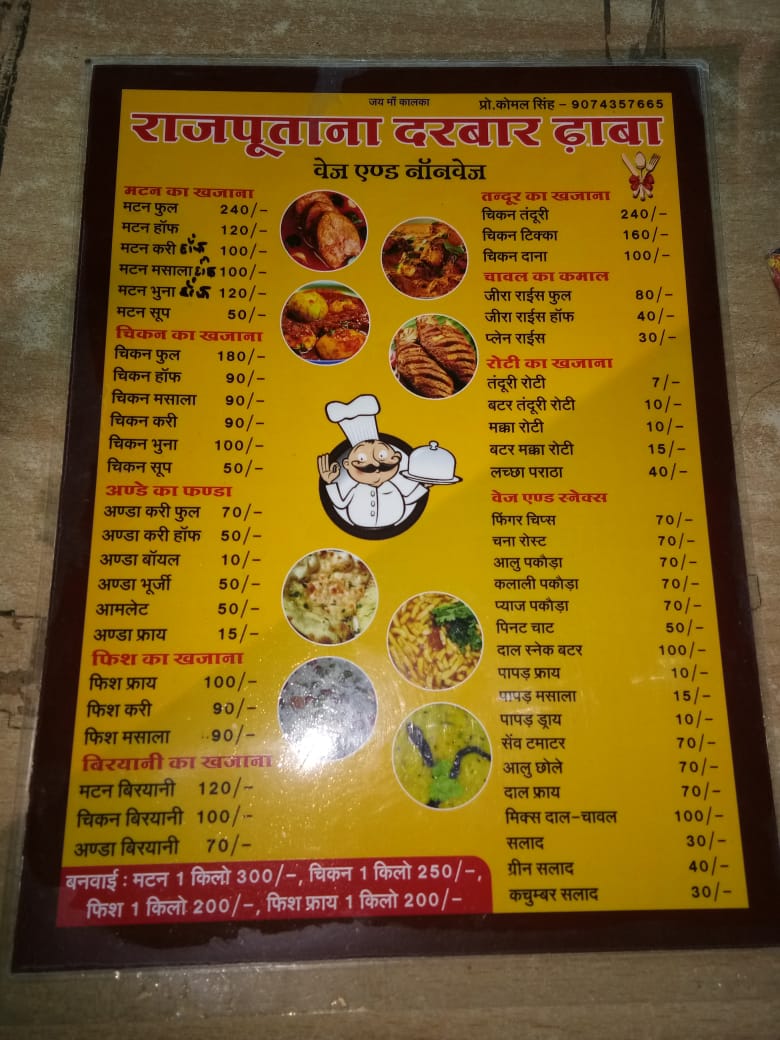 जय माँ कालका
प्रो.कोमल सिंह – 9074357665
राजपूताना दरबार ढ़ाबा
वेज एण्ड नॉनवेज
मटन का खजाना
मटन फुल 240/-
मटन हॉफ 120/-
मटन करी हॉफ 100/-
मटन मसाला हॉफ 100/-
मटन भुना हॉफ 120/-
मटन सूप 50/-
चिकन का खजाना
चिकन फुल 180/-
चिकन हॉफ 90/-
चिकन मसाला 90/-
चिकन करी 90/-
चिकन भुना 100/-
चिकन सूप 50/-
अण्डे का फण्डा
अण्डा करी फुल 70/-
अण्डा करी हॉफ 50/-
अण्डा बॉयल 10/-
अण्डा भूर्जी 50/-
आमलेट 50/-
अण्डा फ्राय 15/-
फिश का खजाना
फिश फ्राय 100/-
फिश करी 90/-
फिश मसाला 90/-
बिरयानी का खजाना
मटन बिरयानी 120/-
चिकन बिरयानी 100/-
अण्डा बिरयानी 70/-
बनवाई : मटन 1 किलो 300/-, चिकन 1 किलो 250/-,
फिश 1 किलो 200/-, फिश फ्राय 1 किलो 200/-
तन्दूर का खजाना
चिकन तंदूरी 240/-
चिकन टिक्का 160/-
चिकन दाना 100/-
चावल का कमाल
जीरा राईस फुल 80/-
जीरा राईस हॉफ 40/-
प्लेन राईस 30/-
रोटी का खजाना
तंदूरी रोटी 7/-
बटर तंदूरी रोटी 10/-
मक्का रोटी 10/-
बटर मक्का रोटी 15/-
लच्छा पराठा 40/-
वेज एण्ड स्नेक्स
फिंगर चिप्स 70/-
चना रोस्ट 70/-
आलु पकौड़ा 70/-
कलाली पकौड़ा 70/-
प्याज पकौड़ा 70/-
पिनट चाट 50/-
दाल स्नेक बटर 100/-
पापड़ फ्राय 10/-
पापड़ मसाला 15/-
पापड़ ड्राय 10/-
सेंव टमाटर 70/-
आलु छोले 70/-
दाल फ्राय 70/-
मिक्स दाल-चावल 100/-
सलाद 30/-
ग्रीन सलाद 40/-
कचुम्बर सलाद 30/-